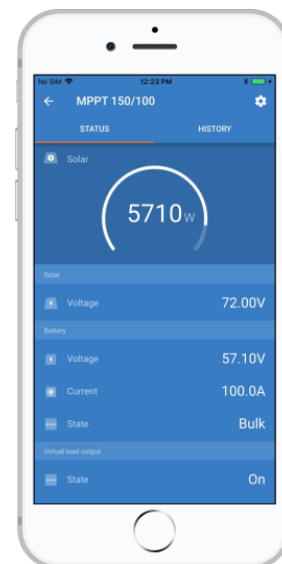 No SIM 12:23 PM
MPPT 150/100
STATUS HISTORY
Solar
5710W
Solar
Voltage 72.00V
Battery
Voltage 57.10V
Current 100.0A
State Bulk
Virtual load output
State On